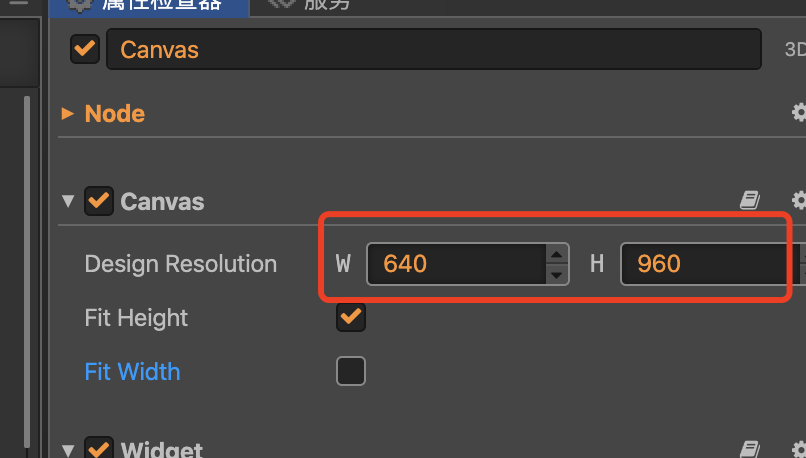 属性检查器 服务
Canvas 3D
Node
Canvas
Design Resolution W 640 H 960
Fit Height
Fit Width
Widget